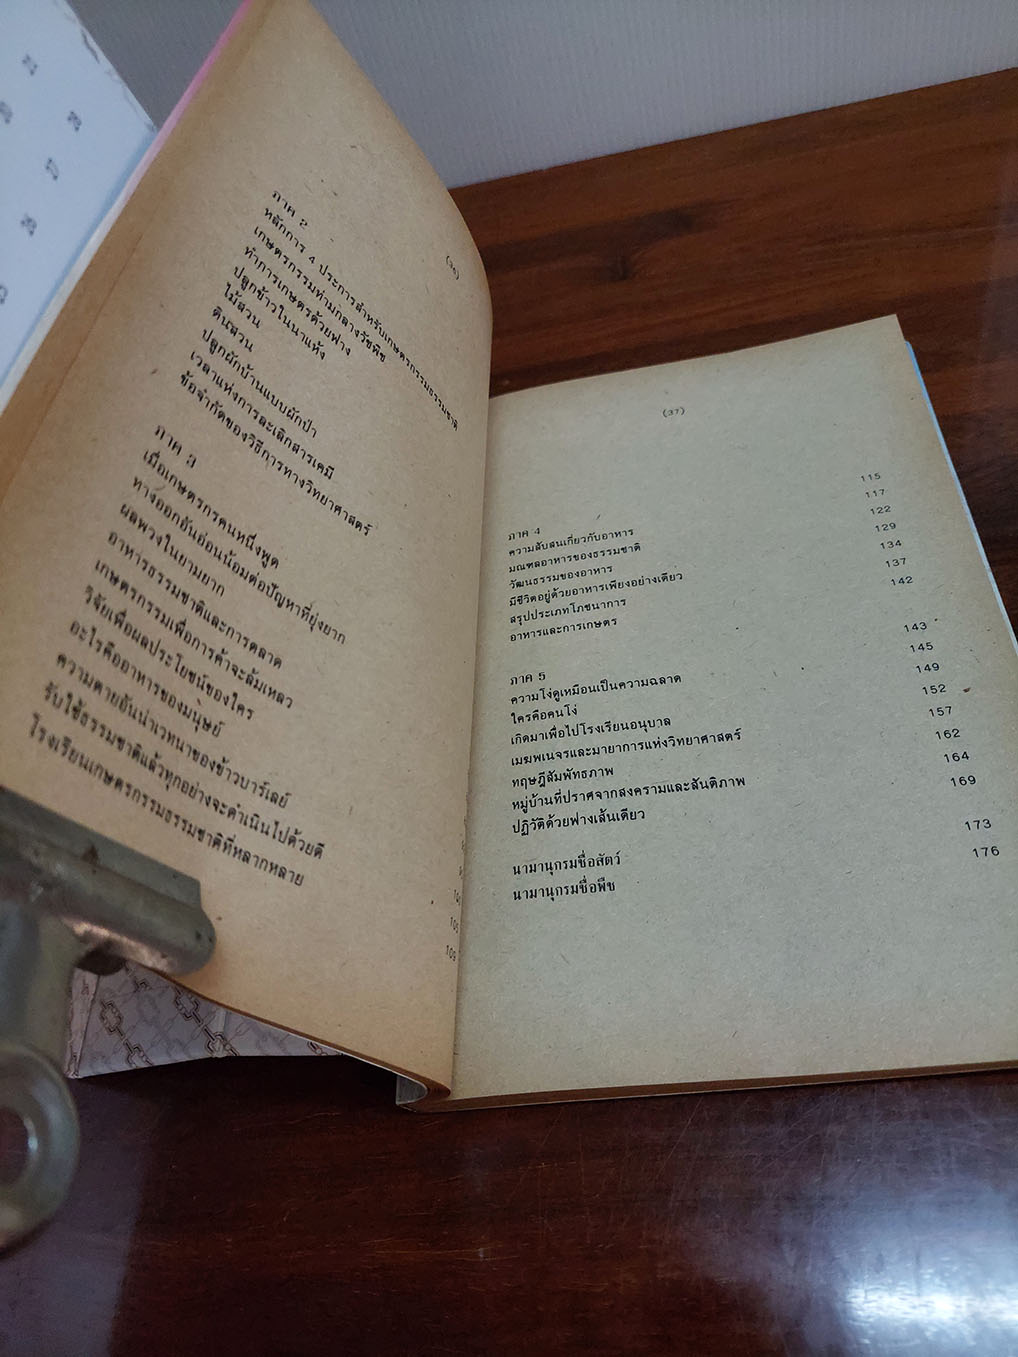 (36)
ภาค 2
หลักการ 4 ประการสำหรับเกษตรกรรมธรรมชาติ
เกษตรกรรมท่ามกลางวัชพืช
ทำการเกษตรด้วยฟาง
ปลูกข้าวในนาแห้ง
ไม้สวน
ดินสวน
ปลูกผักบ้านแบบผักป่า
เวลาแห่งการละเลิกสารเคมี
ข้อจำกัดของวิธีการทางวิทยาศาสตร์
ภาค 3
เมื่อเกษตรกรคนหนึ่งพูด
ทางออกอันอ่อนน้อมต่อปัญหาที่ยุ่งยาก
ผลพวงในยามยาก
อาหารธรรมชาติและการตลาด
เกษตรกรรมเพื่อการค้าจะล้มเหลว
วิจัยเพื่อผลประโยชน์ของใคร
อะไรคืออาหารของมนุษย์
ความตายอันน่าเวทนาของข้าวบาร์เลย์
รับใช้ธรรมชาติแล้วทุกอย่างจะดำเนินไปด้วยดี
โรงเรียนเกษตรกรรมธรรมชาติที่หลากหลาย
105
109
(37)
ภาค 4 115
ความสับสนเกี่ยวกับอาหาร 117
มณฑลอาหารของธรรมชาติ 122
วัฒนธรรมของอาหาร 129
มีชีวิตอยู่ด้วยอาหารเพียงอย่างเดียว 134
สรุปประเภทโภชนาการ 137
อาหารและการเกษตร 142
ภาค 5 143
ความโง่ดูเหมือนเป็นความฉลาด 145
ใครคือคนโง่ 149
เกิดมาเพื่อไปโรงเรียนอนุบาล 152
เมฆพเนจรและมายาการแห่งวิทยาศาสตร์ 157
ทฤษฎีสัมพัทธภาพ 162
หมู่บ้านที่ปราศจากสงครามและสันติภาพ 164
ปฏิวัติด้วยฟางเส้นเดียว 169
นามานุกรมชื่อสัตว์ 173
นามานุกรมชื่อพืช 176